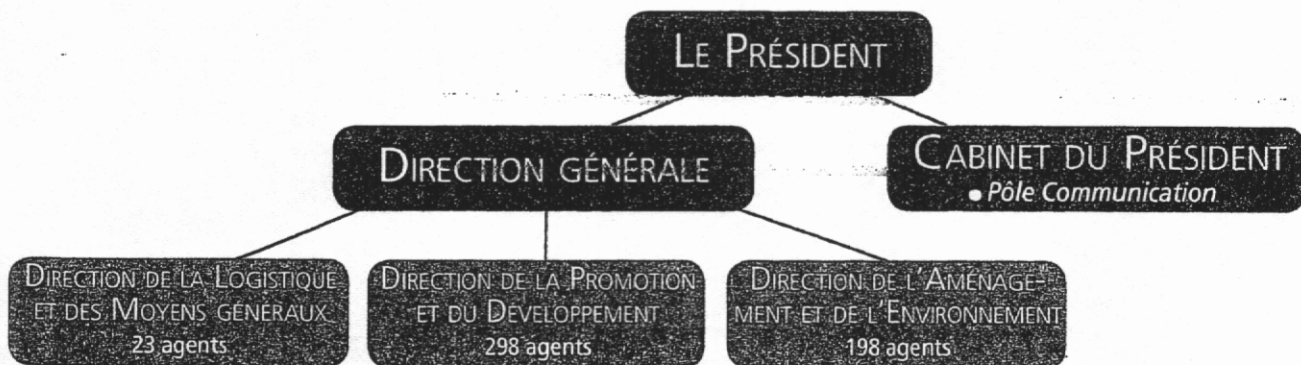 LE PRÉSIDENT
DIRECTION GÉNÉRALE
CABINET DU PRÉSIDENT
• Pôle Communication
DIRECTION DE LA LOGISTIQUE
ET DES MOYENS GÉNÉRAUX
23 agents
DIRECTION DE LA PROMOTION
ET DU DÉVELOPPEMENT
298 agents
DIRECTION DE L'AMÉNAGE-
MENT ET DE L'ENVIRONNEMENT
198 agents